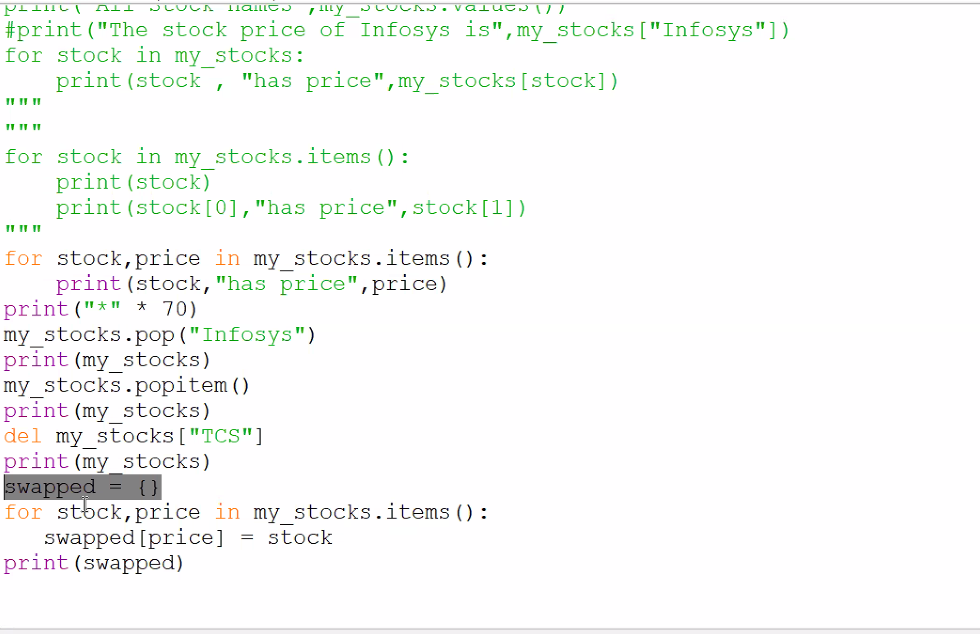 print("All Stock names",my_stocks.values())
#print("The stock price of Infosys is",my_stocks["Infosys"])
for stock in my_stocks:
    print(stock , "has price",my_stocks[stock])
"""
"""
for stock in my_stocks.items():
    print(stock)
    print(stock[0],"has price",stock[1])
"""
for stock,price in my_stocks.items():
    print(stock,"has price",price)
print("*" * 70)
my_stocks.pop("Infosys")
print(my_stocks)
my_stocks.popitem()
print(my_stocks)
del my_stocks["TCS"]
print(my_stocks)
swapped = {}
for stock,price in my_stocks.items():
   swapped[price] = stock
print(swapped)